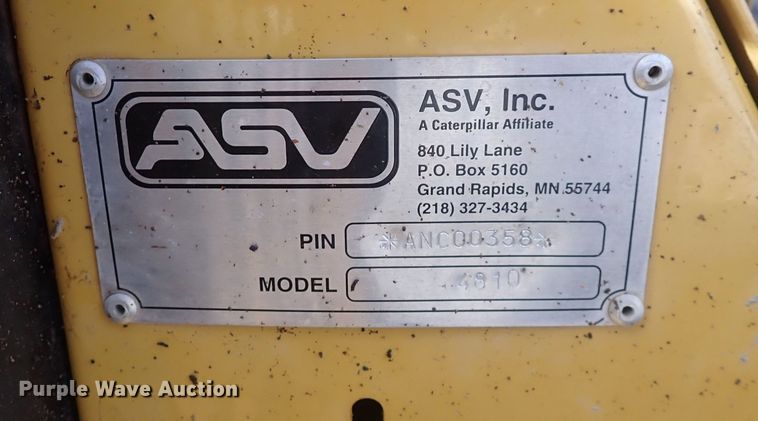 ASV
ASV, Inc.
A Caterpillar Affiliate
840 Lily Lane
P.O. Box 5160
Grand Rapids, MN 55744
(218) 327-3434
PIN *ANC00358*
MODEL 4810
Purple Wave Auction